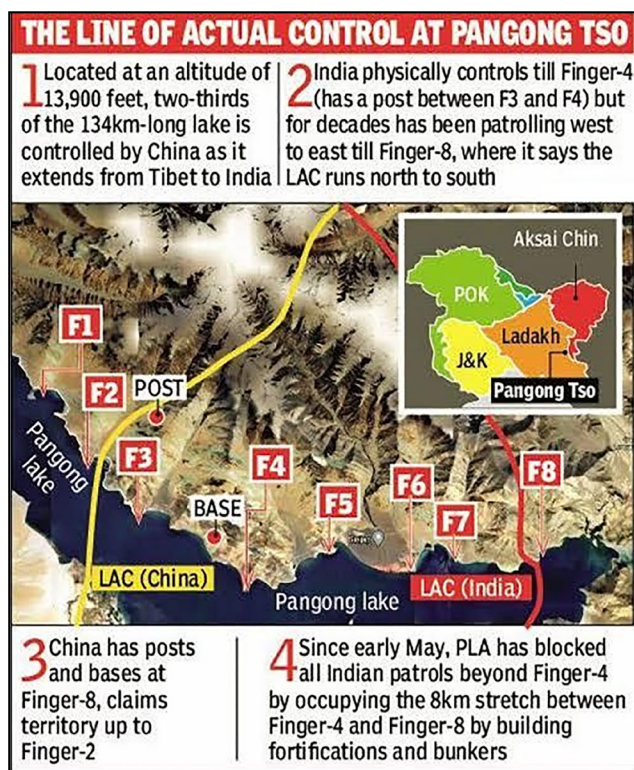 THE LINE OF ACTUAL CONTROL AT PANGONG TSO
1 Located at an altitude of
13,900 feet, two-thirds
of the 134km-long lake is
controlled by China as it
extends from Tibet to India
2 India physically controls till Finger-4
(has a post between F3 and F4) but
for decades has been patrolling west
to east till Finger-8, where it says the
LAC runs north to south
Aksai Chin
POK
Ladakh
J&K
Pangong Tso
F1
F2
POST
F3
F4
BASE
F5
F6
F7
F8
Pangong
lake
LAC (China)
LAC (India)
Pangong lake
3 China has posts
and bases at
Finger-8, claims
territory up to
Finger-2
4 Since early May, PLA has blocked
all Indian patrols beyond Finger-4
by occupying the 8km stretch between
Finger-4 and Finger-8 by building
fortifications and bunkers